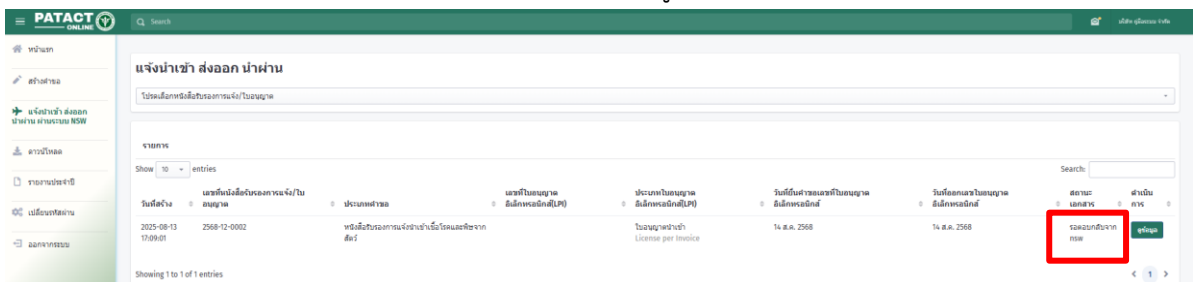 PATACT
ONLINE
Search
บริษัท ผู้ผลิตระบบ จำกัด
หน้าแรก
สร้างคำขอ
แจ้งนำเข้า ส่งออก
นำผ่าน ผ่านระบบ NSW
ดาวน์โหลด
รายงานประจำปี
เปลี่ยนรหัสผ่าน
ออกจากระบบ
แจ้งนำเข้า ส่งออก นำผ่าน
โปรดเลือกหนังสือรับรองการแจ้ง/ใบอนุญาต
รายการ
Show 10 entries
Search:
วันที่สร้าง
เลขที่หนังสือรับรองการแจ้ง/ใบ
อนุญาต
ประเภทคำขอ
เลขที่ใบอนุญาต
อิเล็กทรอนิกส์(LPI)
ประเภทใบอนุญาต
อิเล็กทรอนิกส์(LPI)
วันที่ยื่นคำขอเลขที่ใบอนุญาต
อิเล็กทรอนิกส์
วันที่ออกเลขใบอนุญาต
อิเล็กทรอนิกส์
สถานะ
เอกสาร
ดำเนิน
การ
2025-08-13
17:09:01
2568-12-0002
หนังสือรับรองการแจ้งนำเข้าเชื้อโรคและพิษจาก
สัตว์
ใบอนุญาตนำเข้า
License per Invoice
14 ส.ค. 2568
14 ส.ค. 2568
รอตอบกลับจาก
nsw
ดูข้อมูล
Showing 1 to 1 of 1 entries
1